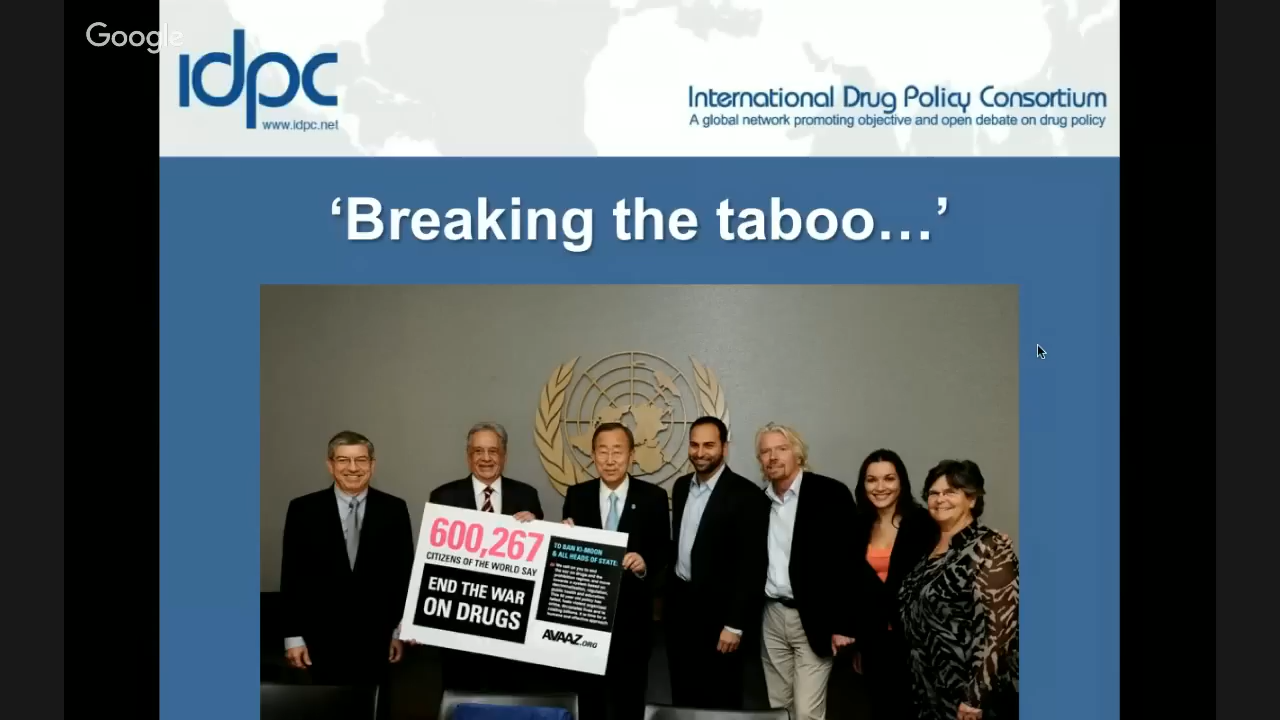 Google
idpc
www.idpc.net
International Drug Policy Consortium
A global network promoting objective and open debate on drug policy
‘Breaking the taboo…’
600,267
CITIZENS OF THE WORLD SAY
END THE WAR
ON DRUGS
TO BAN KI-MOON
& ALL HEADS OF STATE:
AVAAZ.ORG